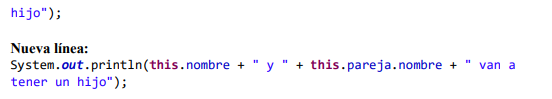 hijo");
Nueva línea:
System.out.println(this.nombre + " y " + this.pareja.nombre + " van a
tener un hijo");